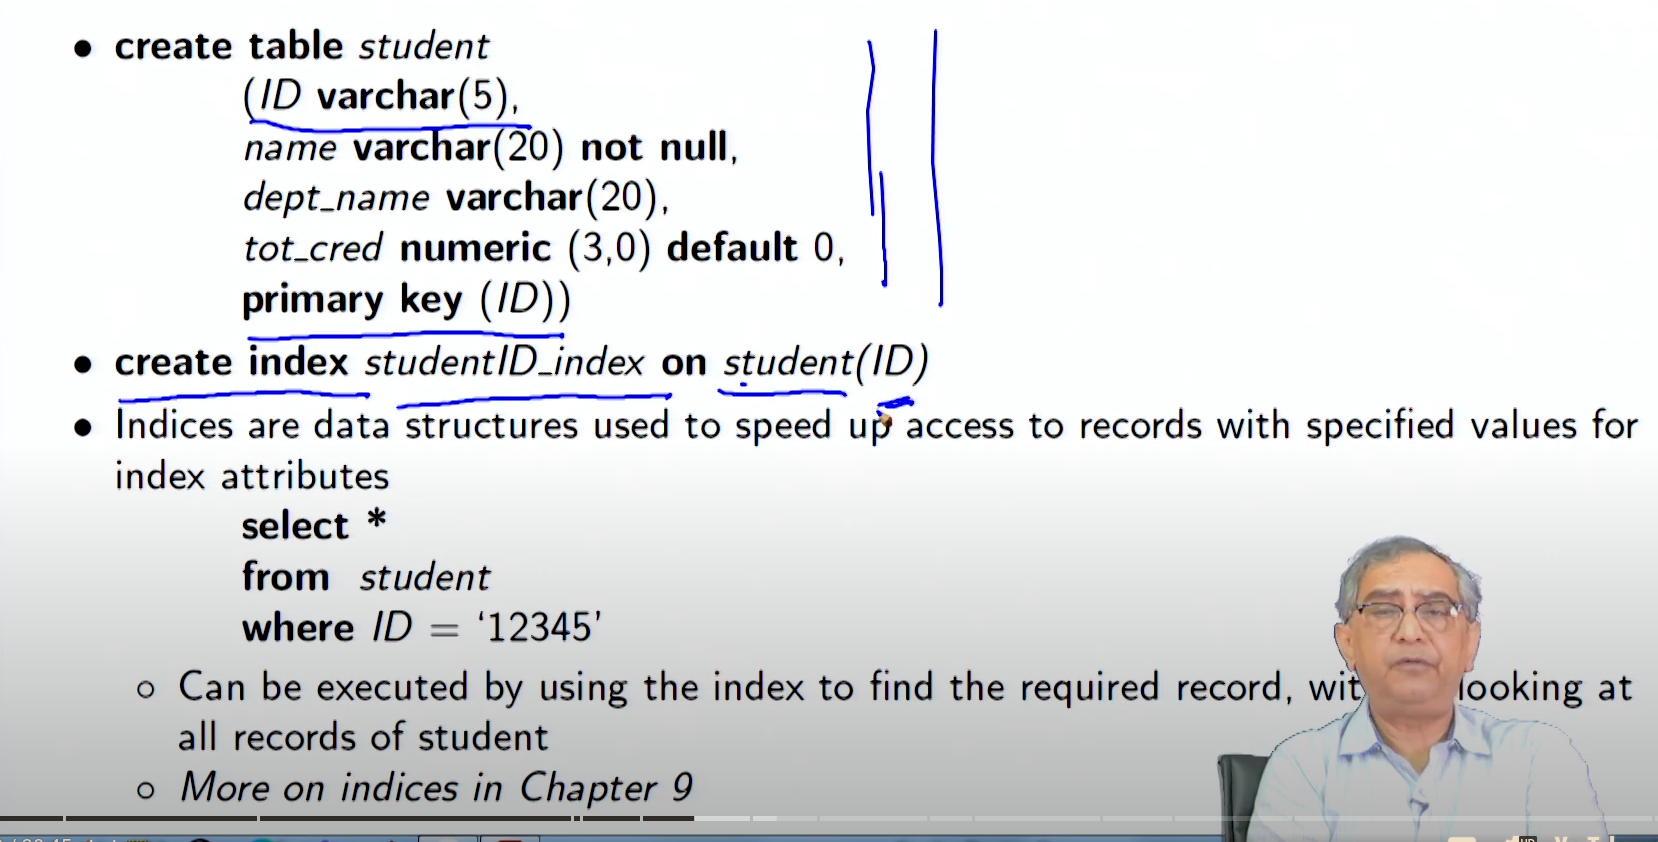 • create table student
(ID varchar(5),
name varchar(20) not null,
dept_name varchar(20),
tot_cred numeric (3,0) default 0,
primary key (ID))
• create index studentID_index on student(ID)
• Indices are data structures used to speed up access to records with specified values for
index attributes
select *
from student
where ID = ‘12345’
○ Can be executed by using the index to find the required record, looking at
all records of student
○ More on indices in Chapter 9